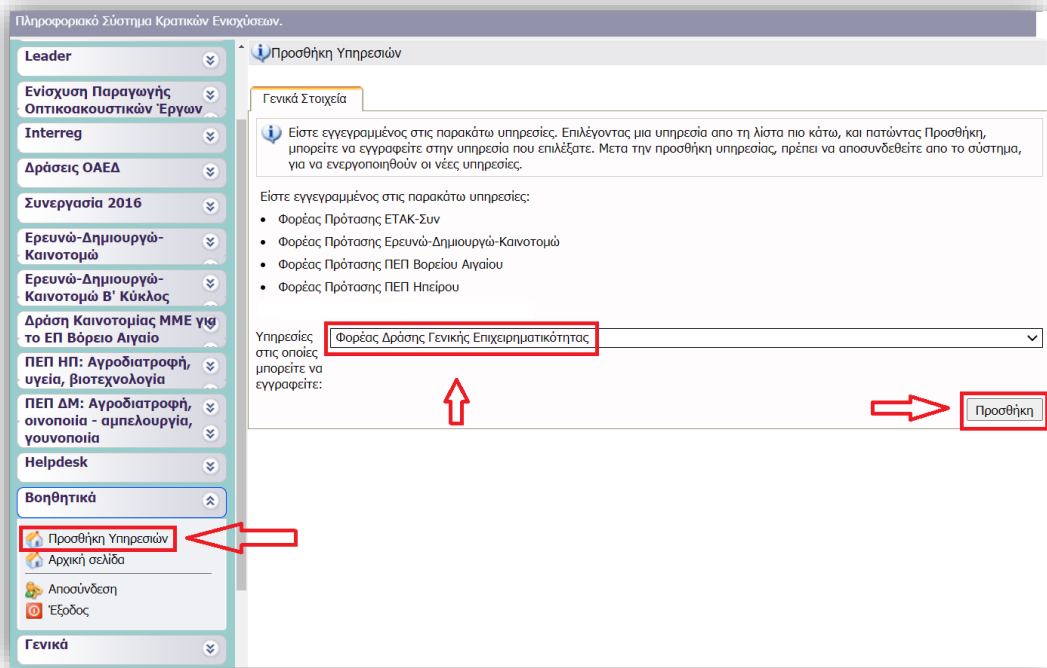 Πληροφοριακό Σύστημα Κρατικών Ενισχύσεων.
Leader
Ενίσχυση Παραγωγής
Οπτικοακουστικών Έργων
Interreg
Δράσεις ΟΑΕΔ
Συνεργασία 2016
Ερευνώ-Δημιουργώ-
Καινοτομώ
Ερευνώ-Δημιουργώ-
Καινοτομώ Β' Κύκλος
Δράση Καινοτομίας ΜΜΕ για
το ΕΠ Βόρειο Αιγαίο
ΠΕΠ ΗΠ: Αγροδιατροφή,
υγεία, βιοτεχνολογία
ΠΕΠ ΔΜ: Αγροδιατροφή,
οινοποιία - αμπελουργία,
γουνοποιία
Helpdesk
Βοηθητικά
Προσθήκη Υπηρεσιών
Αρχική σελίδα
Αποσύνδεση
Έξοδος
Γενικά
Προσθήκη Υπηρεσιών
Γενικά Στοιχεία
Είστε εγγεγραμμένος στις παρακάτω υπηρεσίες. Επιλέγοντας μια υπηρεσία απο τη λίστα πιο κάτω, και πατώντας Προσθήκη,
μπορείτε να εγγραφείτε στην υπηρεσία που επιλέξατε. Μετα την προσθήκη υπηρεσίας, πρέπει να αποσυνδεθείτε απο το σύστημα,
για να ενεργοποιηθούν οι νέες υπηρεσίες.
Είστε εγγεγραμμένος στις παρακάτω υπηρεσίες:
• Φορέας Πρότασης ΕΤΑΚ-Συν
• Φορέας Πρότασης Ερευνώ-Δημιουργώ-Καινοτομώ
• Φορέας Πρότασης ΠΕΠ Βορείου Αιγαίου
• Φορέας Πρότασης ΠΕΠ Ηπείρου
Υπηρεσίες
στις οποίες
μπορείτε να
εγγραφείτε:
Φορέας Δράσης Γενικής Επιχειρηματικότητας
Προσθήκη